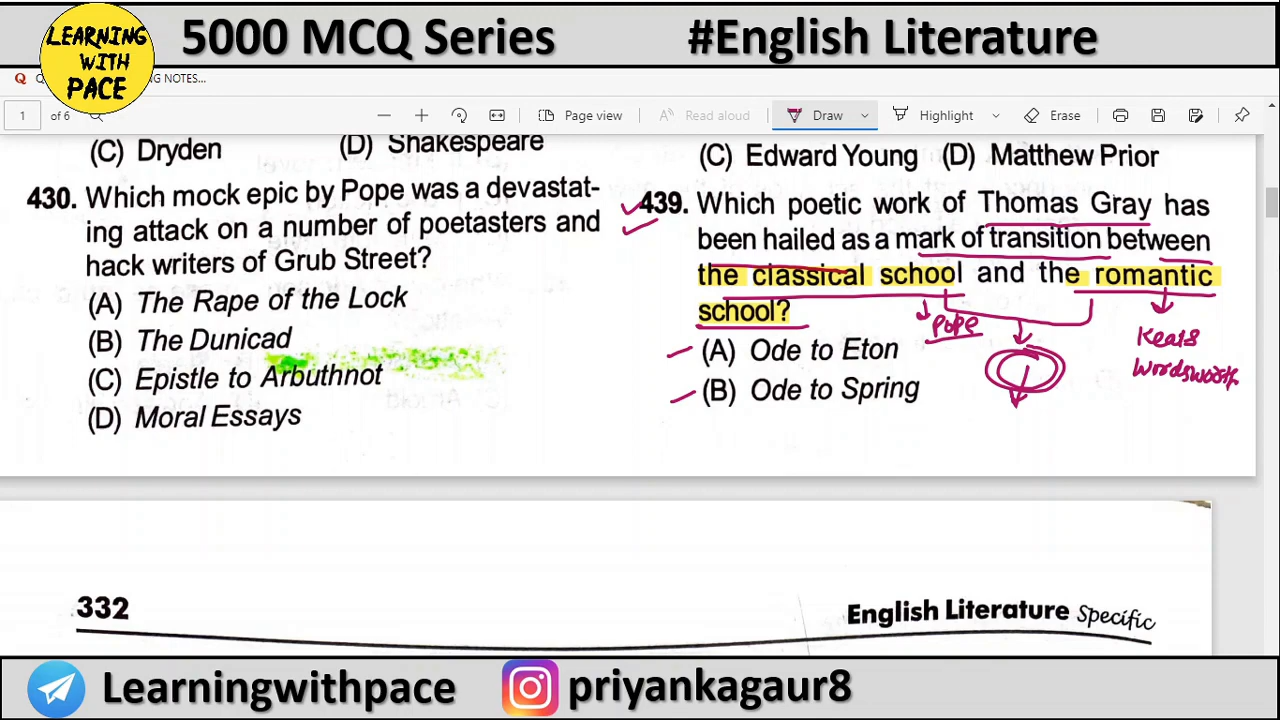 LEARNING
WITH
PACE
5000 MCQ Series
#English Literature
NG NOTES...
1 of 6
Page view
Read aloud
Draw
Highlight
Erase
(C) Dryden (D) Shakespeare
430. Which mock epic by Pope was a devastat-
ing attack on a number of poetasters and
hack writers of Grub Street?
(A) The Rape of the Lock
(B) The Dunicad
(C) Epistle to Arbuthnot
(D) Moral Essays
(C) Edward Young (D) Matthew Prior
439. Which poetic work of Thomas Gray has
been hailed as a mark of transition between
the classical school and the romantic
school?
Pope
Keats
Wordsworth
(A) Ode to Eton
(B) Ode to Spring
332
English Literature Specific
Learningwithpace
priyankagaur8